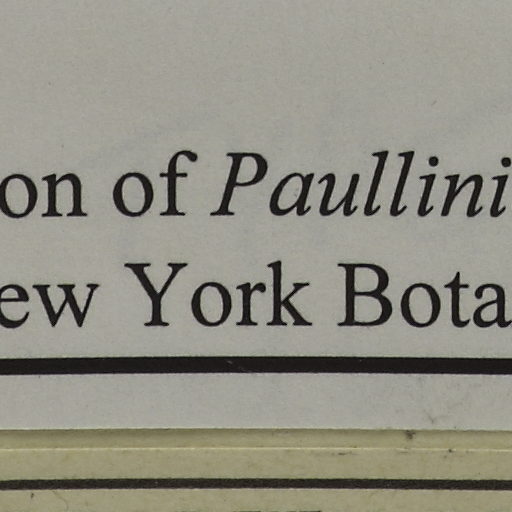 on of Paullini
ew York Bota